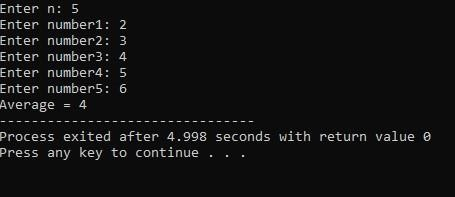 Enter n: 5
Enter number1: 2
Enter number2: 3
Enter number3: 4
Enter number4: 5
Enter number5: 6
Average = 4
--------------------------------
Process exited after 4.998 seconds with return value 0
Press any key to continue . . .